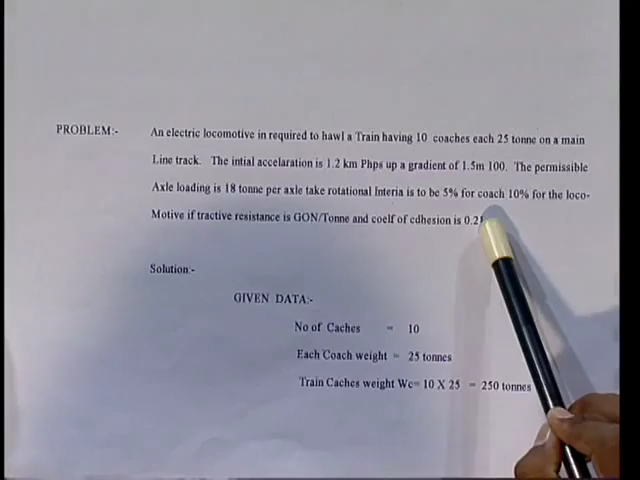 PROBLEM:- An electric locomotive in required to hawl a Train having 10 coaches each 25 tonne on a main
Line track. The intial accelaration is 1.2 km Phps up a gradient of 1.5m 100. The permissible
Axle loading is 18 tonne per axle take rotational Interia is to be 5% for coach 10% for the loco-
Motive if tractive resistance is GON/Tonne and coelf of cdhesion is
Solution:-
GIVEN DATA:-
No of Caches = 10
Each Coach weight = 25 tonnes
Train Caches weight Wc= 10 X 25 = 250 tonnes